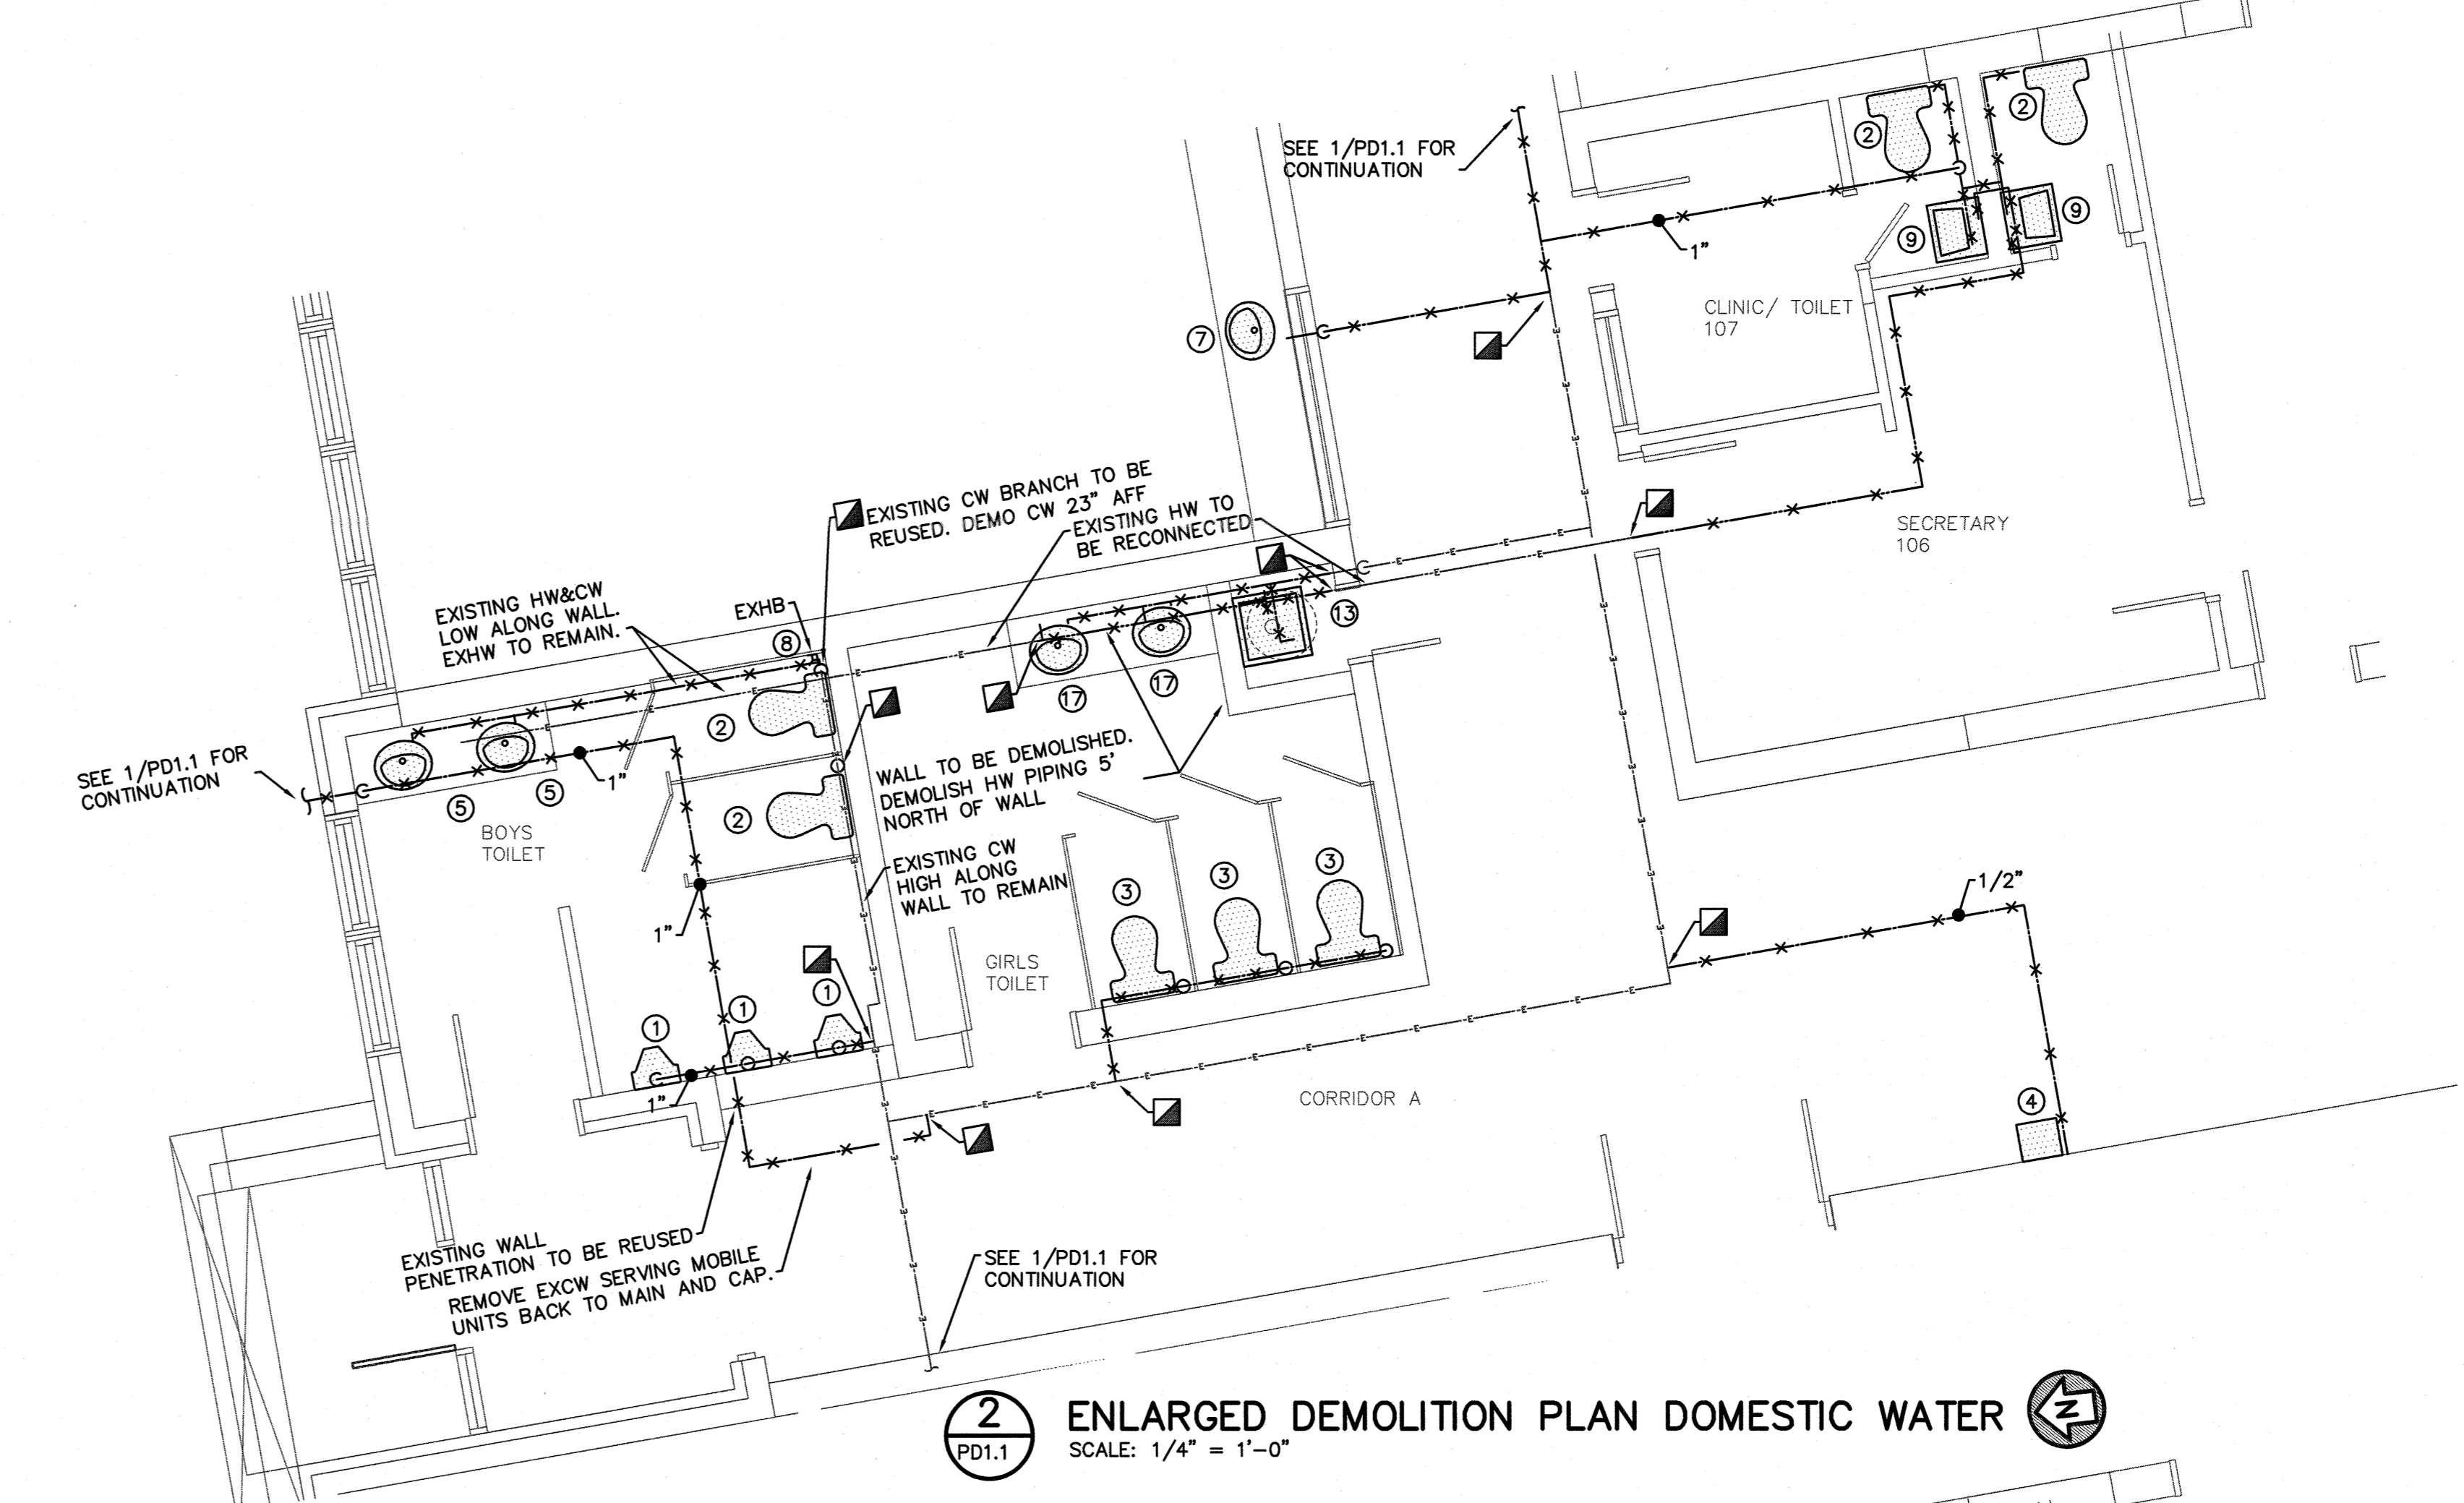 SEE 1/PD1.1 FOR
CONTINUATION
2
2
9
9
1"
7
CLINIC/ TOILET
107
EXISTING CW BRANCH TO BE
REUSED. DEMO CW 23" AFF
EXISTING HW TO
BE RECONNECTED
SECRETARY
106
EXISTING HW&CW
LOW ALONG WALL.
EXHW TO REMAIN.
EXHB
8
13
17
17
2
2
SEE 1/PD1.1 FOR
CONTINUATION
5
5
1"
BOYS
TOILET
WALL TO BE DEMOLISHED.
DEMOLISH HW PIPING 5'
NORTH OF WALL
EXISTING CW
HIGH ALONG
WALL TO REMAIN
3
3
3
1/2"
1"
GIRLS
TOILET
1
1
1
1"
CORRIDOR A
4
EXISTING WALL
PENETRATION TO BE REUSED
REMOVE EXCW SERVING MOBILE
UNITS BACK TO MAIN AND CAP.
SEE 1/PD1.1 FOR
CONTINUATION
2
PD1.1
ENLARGED DEMOLITION PLAN DOMESTIC WATER
SCALE: 1/4" = 1'-0"
N